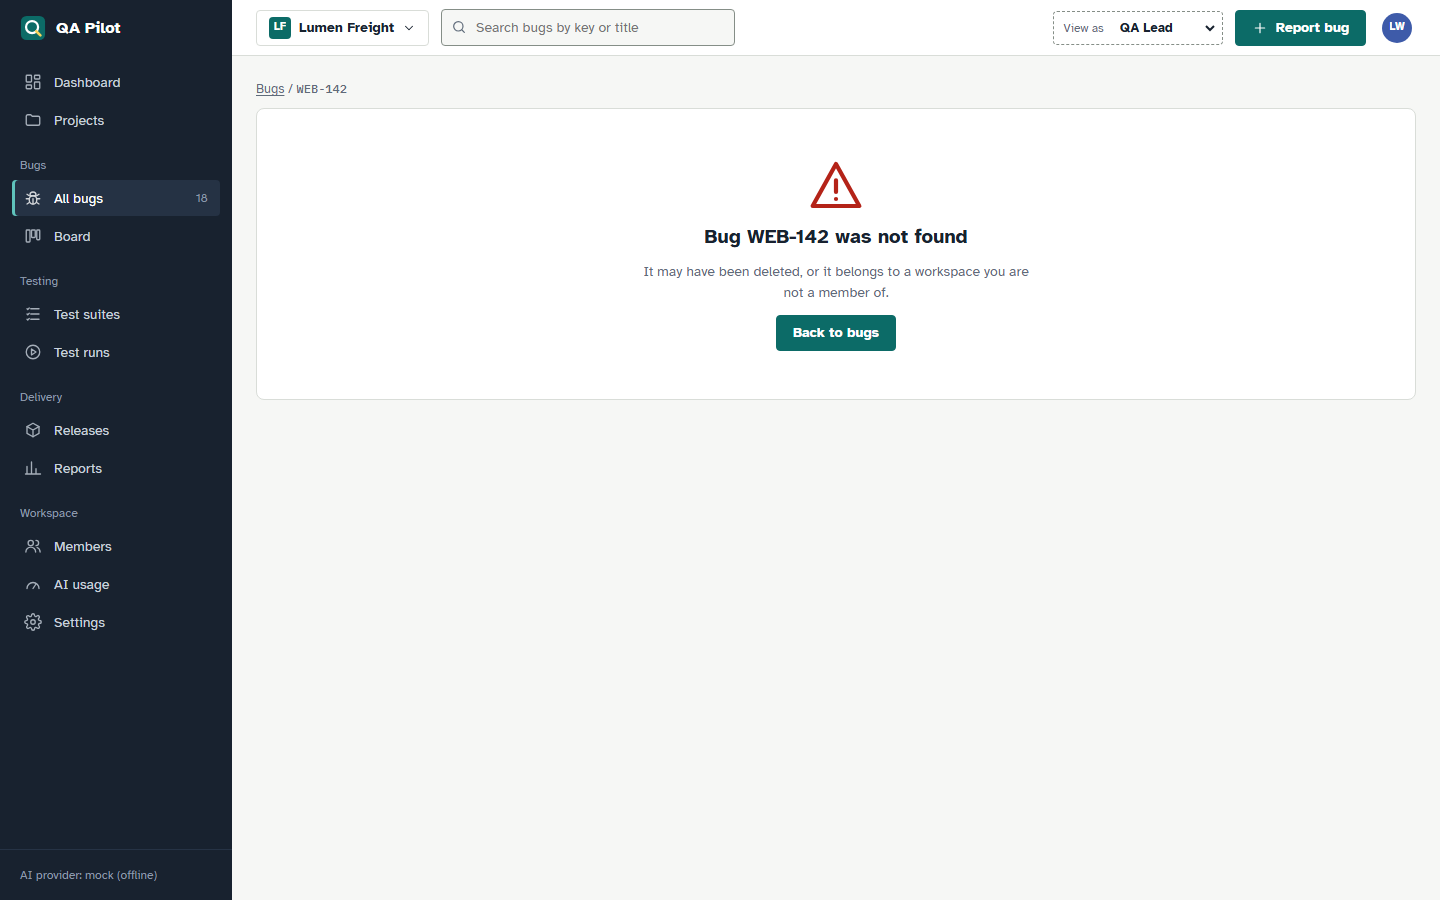 QA Pilot
Dashboard
Projects
Bugs
All bugs 18
Board
Testing
Test suites
Test runs
Delivery
Releases
Reports
Workspace
Members
AI usage
Settings
AI provider: mock (offline)
LF Lumen Freight
Search bugs by key or title
View as QA Lead
Report bug
LW
Bugs / WEB-142
Bug WEB-142 was not found
It may have been deleted, or it belongs to a workspace you are
not a member of.
Back to bugs